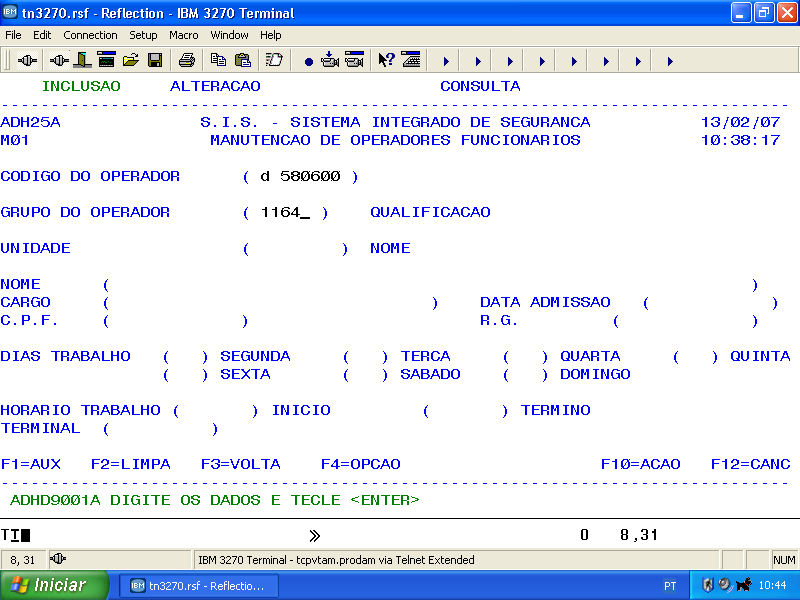 IBM tn3270.rsf - Reflection - IBM 3270 Terminal
File Edit Connection Setup Macro Window Help
INCLUSAO ALTERACAO CONSULTA
--------------------------------------------------------------------------------
ADH25A S.I.S. - SISTEMA INTEGRADO DE SEGURANCA 13/02/07
M01 MANUTENCAO DE OPERADORES FUNCIONARIOS 10:38:17
CODIGO DO OPERADOR ( d 580600 )
GRUPO DO OPERADOR ( 1164_ ) QUALIFICACAO
UNIDADE ( ) NOME
NOME ( )
CARGO ( ) DATA ADMISSAO ( )
C.P.F. ( ) R.G. ( )
DIAS TRABALHO ( ) SEGUNDA ( ) TERCA ( ) QUARTA ( ) QUINTA
( ) SEXTA ( ) SABADO ( ) DOMINGO
HORARIO TRABALHO ( ) INICIO ( ) TERMINO
TERMINAL ( )
F1=AUX F2=LIMPA F3=VOLTA F4=OPCAO F10=ACAO F12=CANC
--------------------------------------------------------------------------------
ADHD9001A DIGITE OS DADOS E TECLE <ENTER>
TI 0 8,31
8, 31 IBM 3270 Terminal - tcpvtam.prodam via Telnet Extended NUM
Iniciar IBM tn3270.rsf - Reflectio... PT 10:44